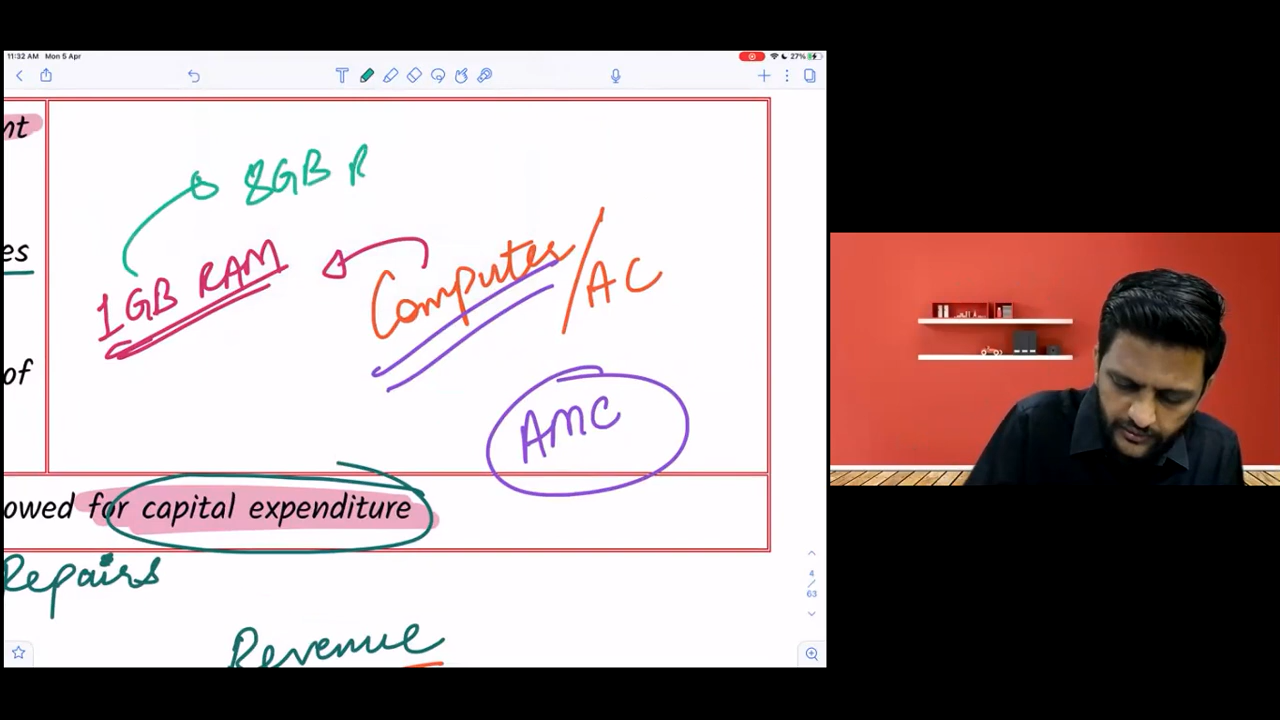 11:32 AM Mon 5 Apr
27%
nt
8GB R
es
1GB RAM
Computer / AC
of
AMC
owed for capital expenditure
Repairs
4
/
63
Revenue